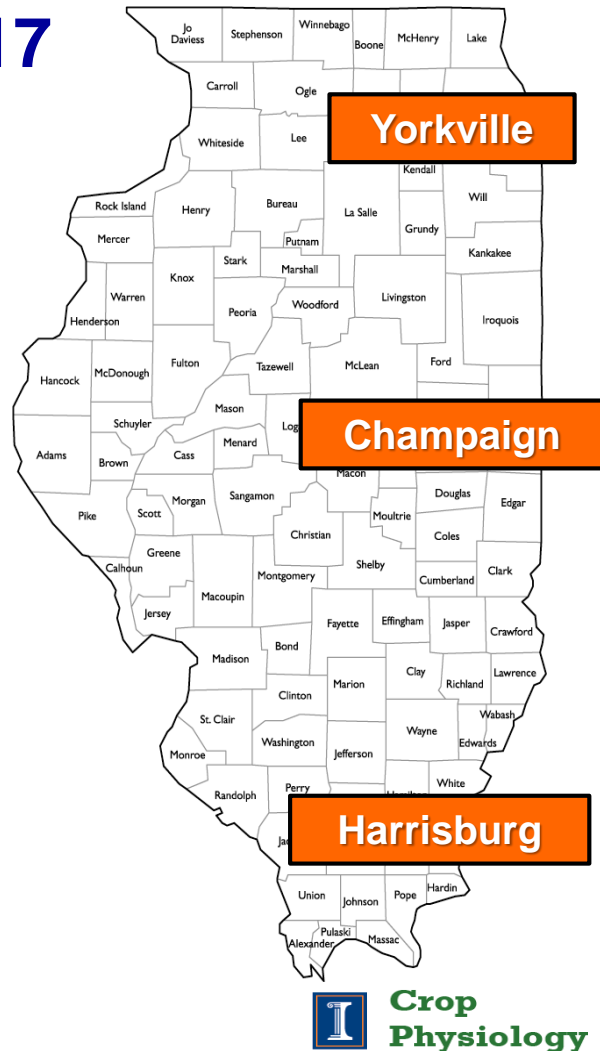 17
Jo
Daviess
Stephenson
Winnebago
Boone
McHenry
Lake
Carroll
Ogle
Yorkville
Whiteside
Lee
Kendall
Will
Rock Island
Henry
Bureau
La Salle
Grundy
Mercer
Putnam
Kankakee
Stark
Marshall
Knox
Warren
Henderson
Peoria
Woodford
Livingston
Iroquois
Hancock
McDonough
Fulton
Tazewell
McLean
Ford
Mason
Schuyler
Champaign
Adams
Brown
Cass
Menard
Macon
Pike
Scott
Morgan
Sangamon
Christian
Moultrie
Douglas
Edgar
Coles
Greene
Calhoun
Macoupin
Montgomery
Shelby
Cumberland
Clark
Jersey
Fayette
Effingham
Jasper
Crawford
Madison
Bond
Clay
Richland
Lawrence
Clinton
Marion
St. Clair
Wabash
Wayne
Edwards
Monroe
Washington
Jefferson
Randolph
Perry
White
Harrisburg
Union
Johnson
Pope
Hardin
Alexander
Pulaski
Massac
I
Crop
Physiology